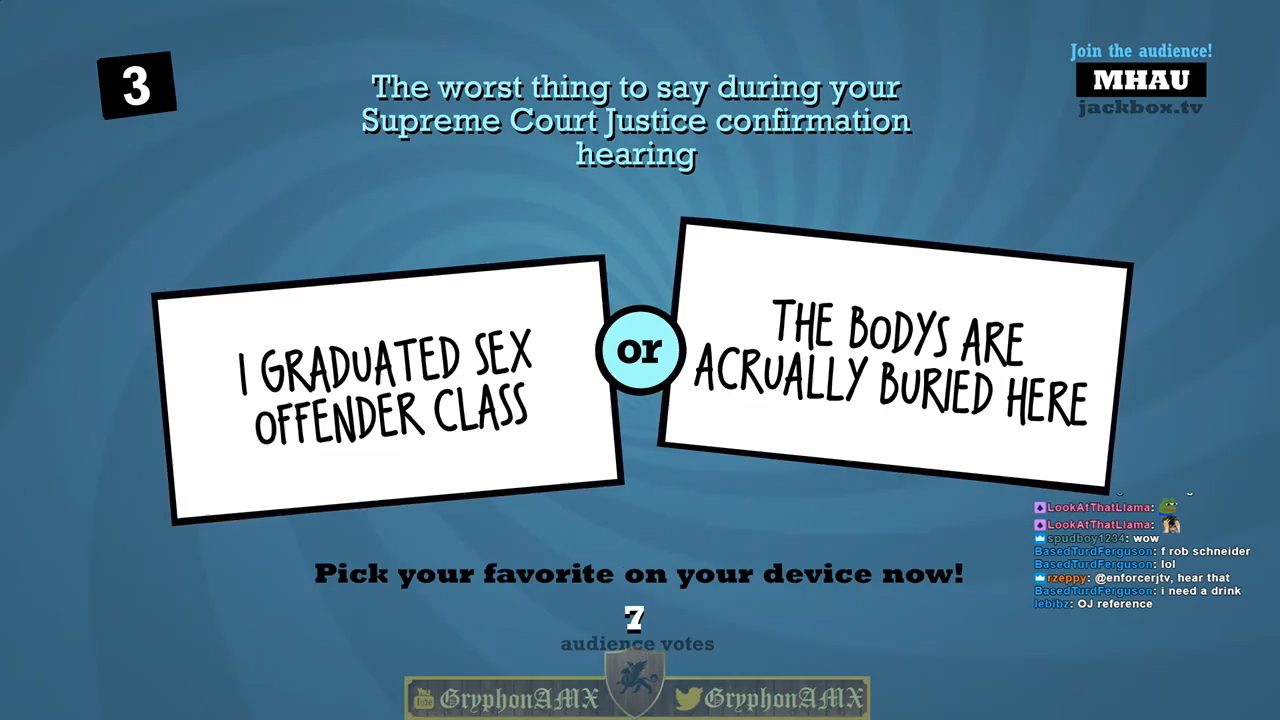 3
The worst thing to say during your
Supreme Court Justice confirmation
hearing
Join the audience!
MHAU
jackbox.tv
I GRADUATED SEX
OFFENDER CLASS
or
THE BODYS ARE
ACRUALLY BURIED HERE
LookAtThatLlama:
LookAtThatLlama:
spudboy1234: wow
BasedTurdFerguson: f rob schneider
BasedTurdFerguson: lol
rzeppy: @enforcerjtv, hear that
BasedTurdFerguson: i need a drink
lebibz: OJ reference
Pick your favorite on your device now!
7
audience votes
You Tube GryphonAMX GryphonAMX